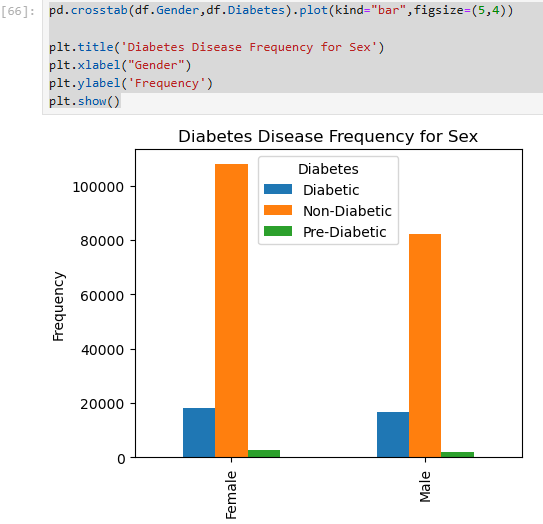 [66]: pd.crosstab(df.Gender,df.Diabetes).plot(kind="bar",figsize=(5,4))
plt.title('Diabetes Disease Frequency for Sex')
plt.xlabel("Gender")
plt.ylabel('Frequency')
plt.show()
Diabetes Disease Frequency for Sex
Diabetes
Diabetic
Non-Diabetic
Pre-Diabetic
100000
80000
60000
40000
20000
0
Frequency
Female
Male